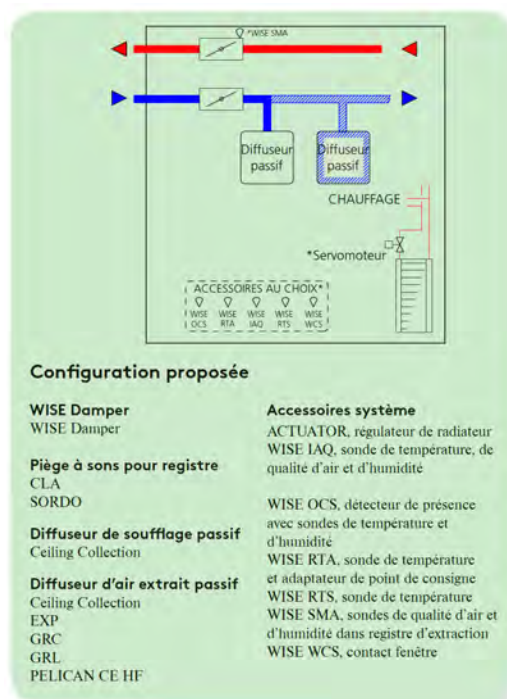 *WISE SMA
Diffuseur
passif
Diffuseur
passif
CHAUFFAGE
*Servomoteur
ACCESSOIRES AU CHOIX*
WISE OCS
WISE RTA
WISE IAQ
WISE RTS
WISE WCS
Configuration proposée
WISE Damper
WISE Damper
Piège à sons pour registre
CLA
SORDO
Diffuseur de soufflage passif
Ceiling Collection
Diffuseur d'air extrait passif
Ceiling Collection
EXP
GRC
GRL
PELICAN CE HF
Accessoires système
ACTUATOR, régulateur de radiateur
WISE IAQ, sonde de température, de
qualité d'air et d'humidité
WISE OCS, détecteur de présence
avec sondes de température et
d'humidité
WISE RTA, sonde de température
et adaptateur de point de consigne
WISE RTS, sonde de température
WISE SMA, sondes de qualité d'air et
d'humidité dans registre d'extraction
WISE WCS, contact fenêtre